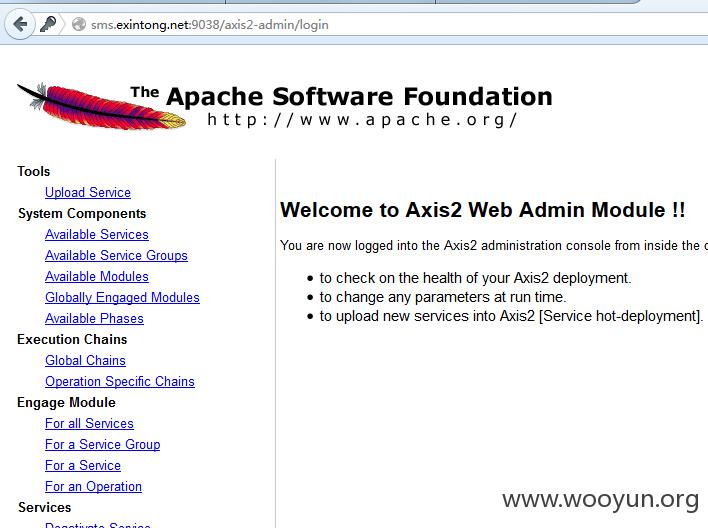 sms.exintong.net:9038/axis2-admin/login
The Apache Software Foundation
http://www.apache.org/
Tools
Upload Service
System Components
Available Services
Available Service Groups
Available Modules
Globally Engaged Modules
Available Phases
Execution Chains
Global Chains
Operation Specific Chains
Engage Module
For all Services
For a Service Group
For a Service
For an Operation
Services
Deactivate Service
Welcome to Axis2 Web Admin Module !!
You are now logged into the Axis2 administration console from inside the
to check on the health of your Axis2 deployment.
to change any parameters at run time.
to upload new services into Axis2 [Service hot-deployment].
www.wooyun.org